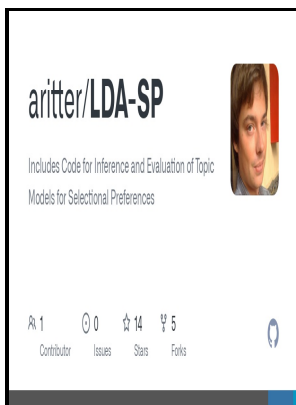 aritter/LDA-SP
Includes Code for Inference and Evaluation of Topic
Models for Selectional Preferences
1 0 14 5
Contributor Issues Stars Forks